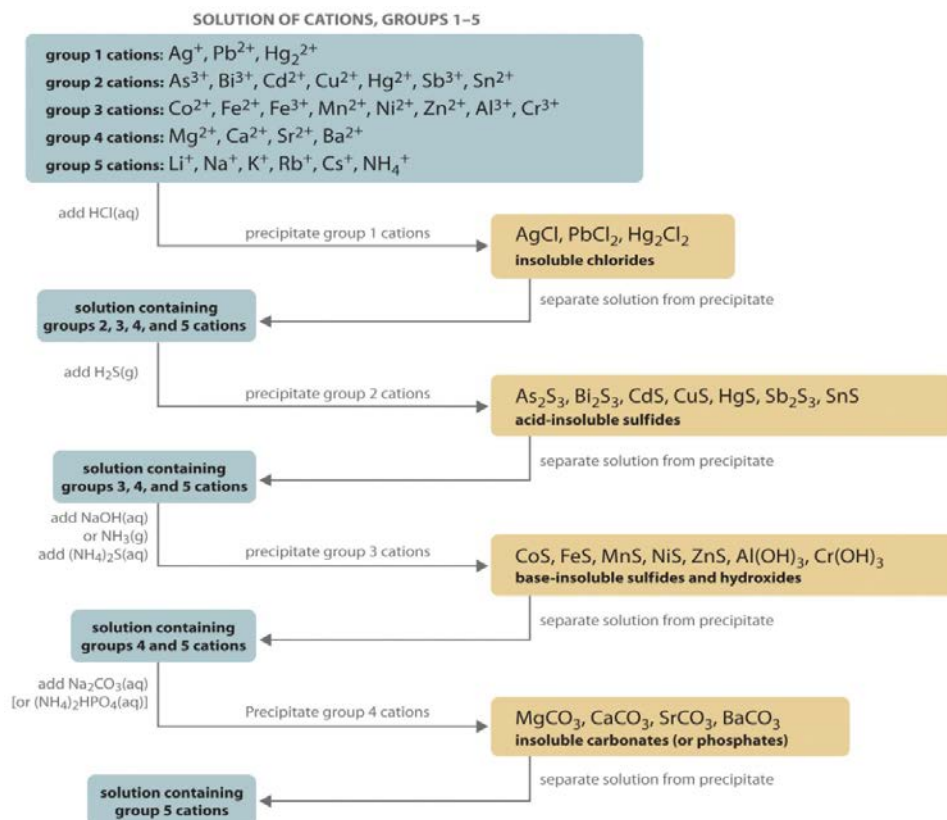 SOLUTION OF CATIONS, GROUPS 1–5
group 1 cations: Ag⁺, Pb²⁺, Hg₂²⁺
group 2 cations: As³⁺, Bi³⁺, Cd²⁺, Cu²⁺, Hg²⁺, Sb³⁺, Sn²⁺
group 3 cations: Co²⁺, Fe²⁺, Fe³⁺, Mn²⁺, Ni²⁺, Zn²⁺, Al³⁺, Cr³⁺
group 4 cations: Mg²⁺, Ca²⁺, Sr²⁺, Ba²⁺
group 5 cations: Li⁺, Na⁺, K⁺, Rb⁺, Cs⁺, NH₄⁺
add HCl(aq)
precipitate group 1 cations
AgCl, PbCl₂, Hg₂Cl₂
insoluble chlorides
separate solution from precipitate
solution containing
groups 2, 3, 4, and 5 cations
add H₂S(g)
precipitate group 2 cations
As₂S₃, Bi₂S₃, CdS, CuS, HgS, Sb₂S₃, SnS
acid-insoluble sulfides
separate solution from precipitate
solution containing
groups 3, 4, and 5 cations
add NaOH(aq)
or NH₃(g)
add (NH₄)₂S(aq)
precipitate group 3 cations
CoS, FeS, MnS, NiS, ZnS, Al(OH)₃, Cr(OH)₃
base-insoluble sulfides and hydroxides
separate solution from precipitate
solution containing
groups 4 and 5 cations
add Na₂CO₃(aq)
[or (NH₄)₂HPO₄(aq)]
Precipitate group 4 cations
MgCO₃, CaCO₃, SrCO₃, BaCO₃
insoluble carbonates (or phosphates)
separate solution from precipitate
solution containing
group 5 cations